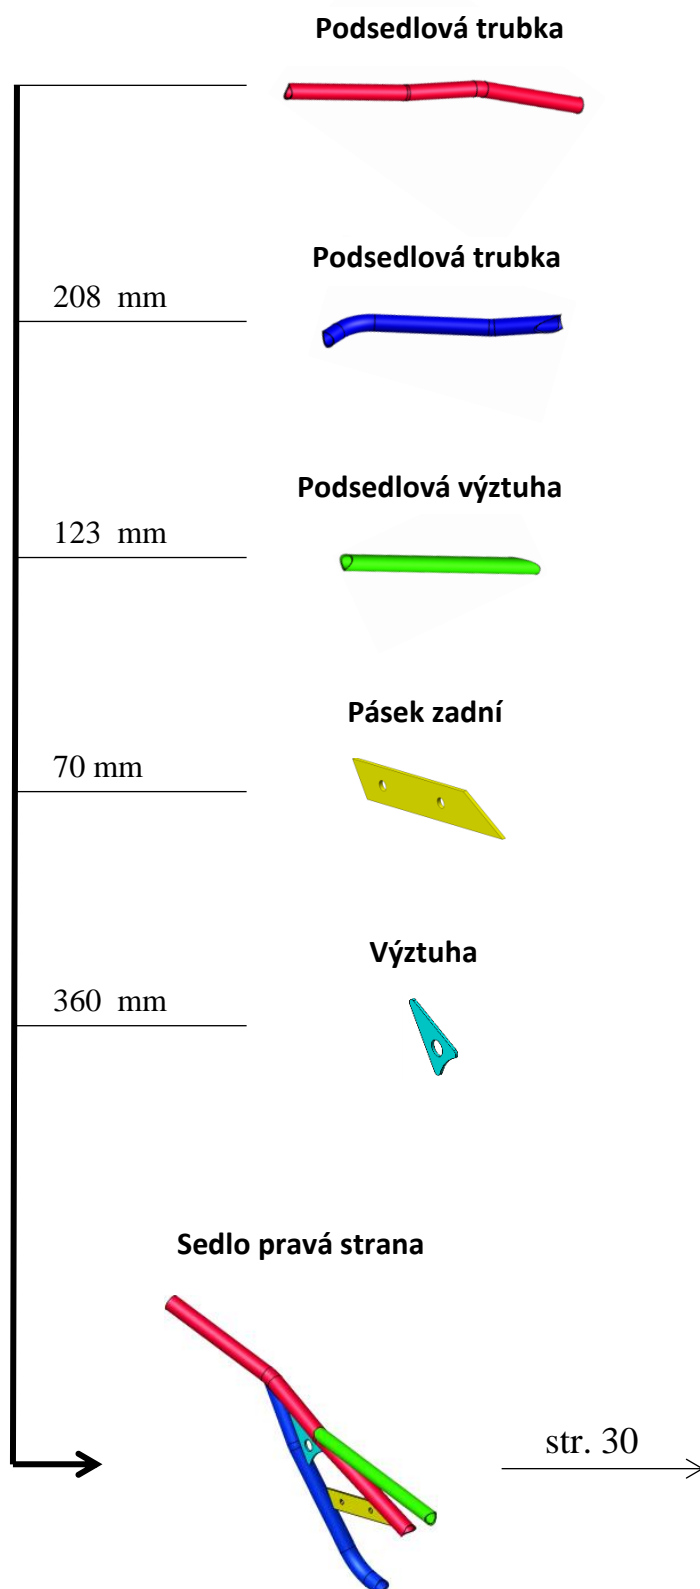 Podsedlová trubka
Podsedlová trubka
208 mm
Podsedlová výztuha
123 mm
Pásek zadní
70 mm
Výztuha
360 mm
Sedlo pravá strana
str. 30